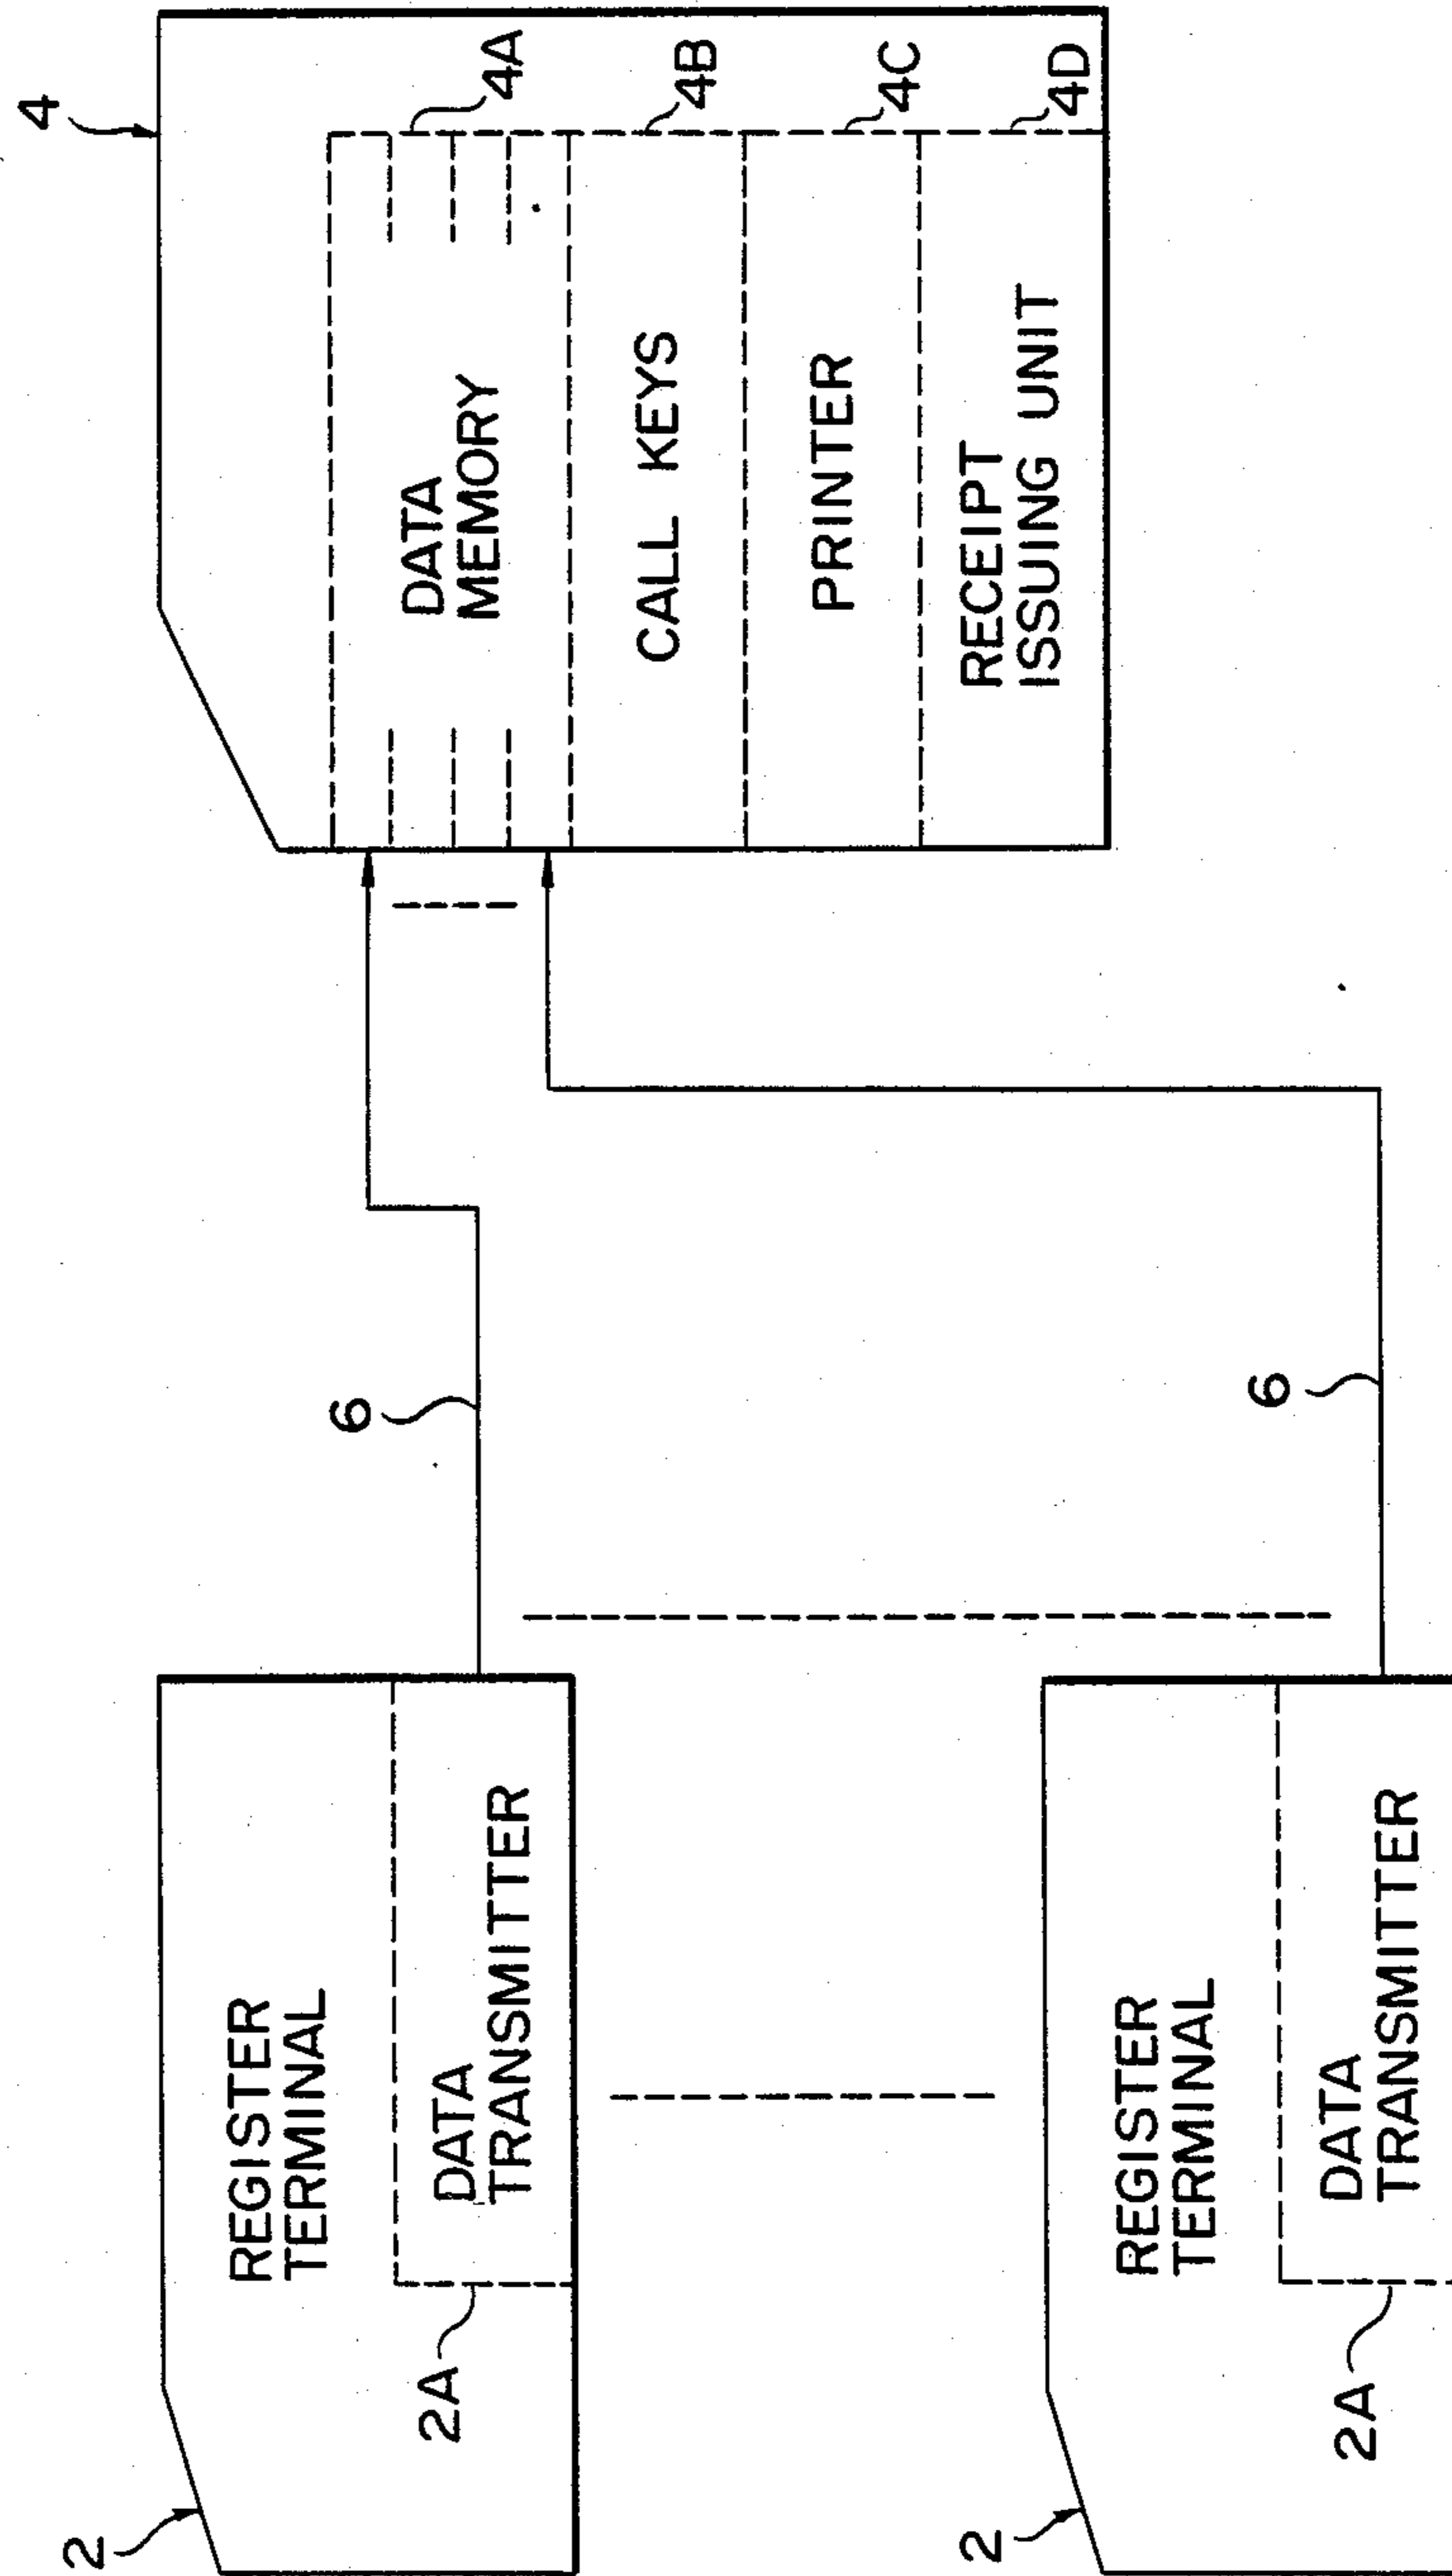 2
REGISTER
TERMINAL
DATA
TRANSMITTER
2A
6
4
DATA
MEMORY
4A
CALL KEYS
4B
PRINTER
4C
RECEIPT
ISSUING UNIT
4D
2
REGISTER
TERMINAL
DATA
TRANSMITTER
2A
6